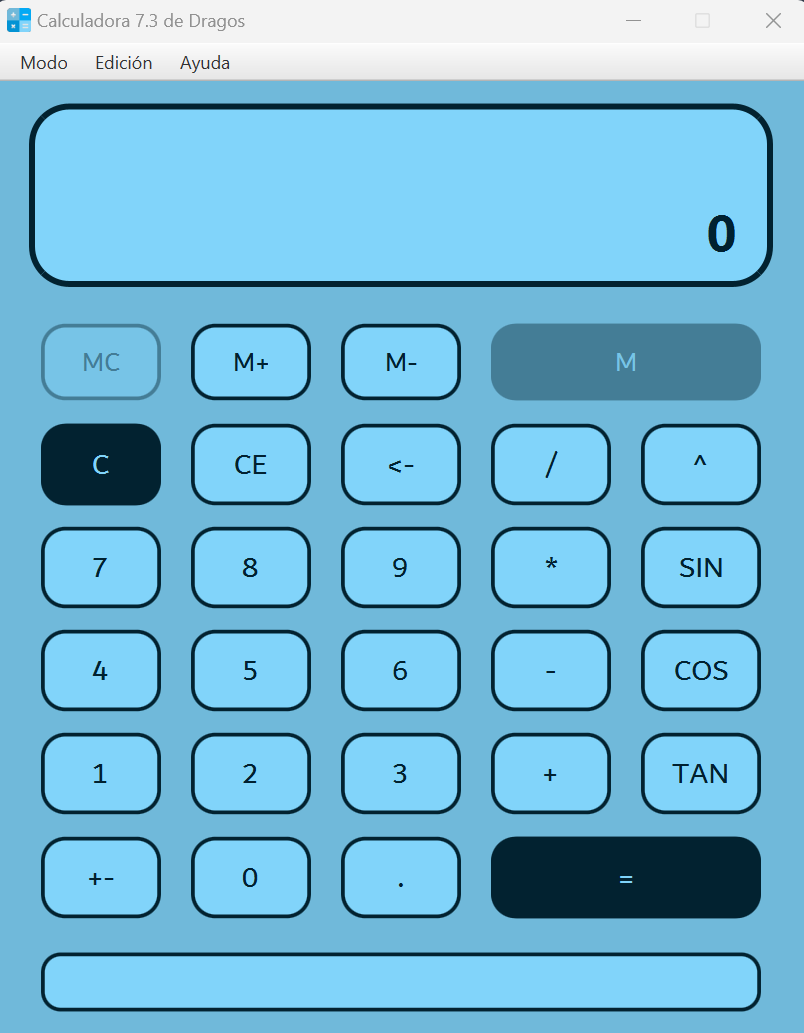 Calculadora 7.3 de Dragos
Modo Edición Ayuda
0
MC M+ M- M
C CE <- / ^
7 8 9 * SIN
4 5 6 - COS
1 2 3 + TAN
+- 0 . =